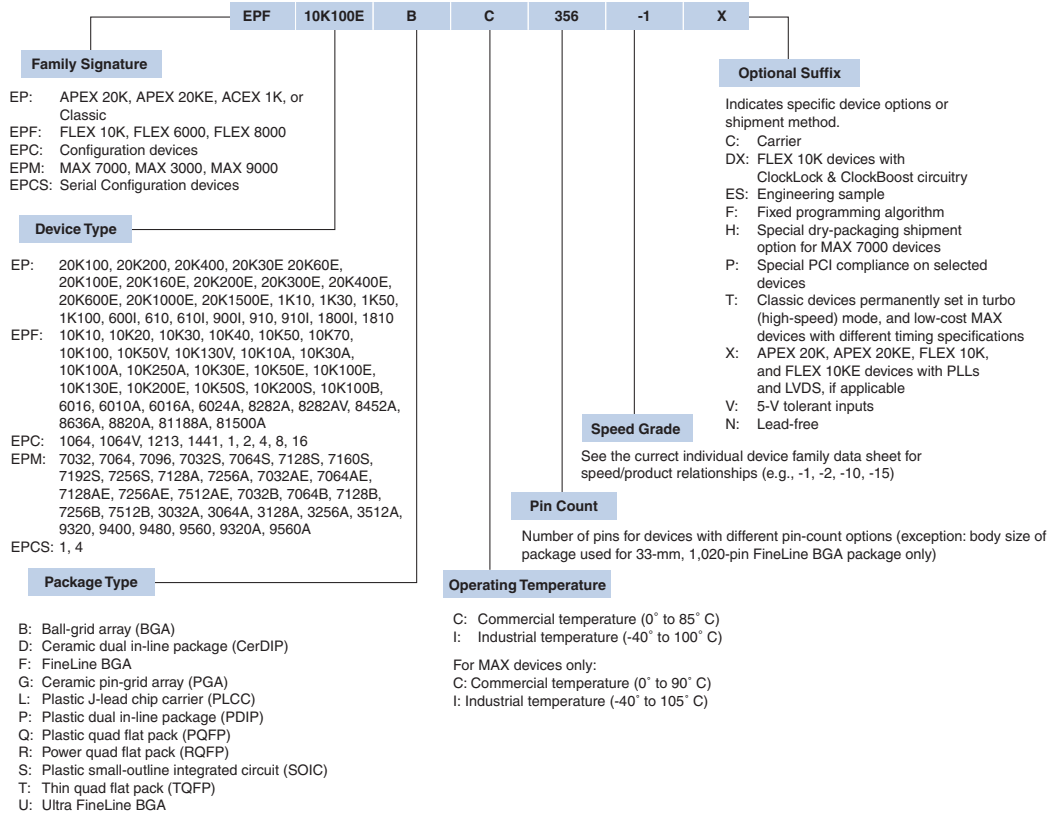 EPF 10K100E B C 356 -1 X
Family Signature
EP: APEX 20K, APEX 20KE, ACEX 1K, or
Classic
EPF: FLEX 10K, FLEX 6000, FLEX 8000
EPC: Configuration devices
EPM: MAX 7000, MAX 3000, MAX 9000
EPCS: Serial Configuration devices
Device Type
EP: 20K100, 20K200, 20K400, 20K30E 20K60E,
20K100E, 20K160E, 20K200E, 20K300E, 20K400E,
20K600E, 20K1000E, 20K1500E, 1K10, 1K30, 1K50,
1K100, 600I, 610, 610I, 900I, 910, 910I, 1800I, 1810
EPF: 10K10, 10K20, 10K30, 10K40, 10K50, 10K70,
10K100, 10K50V, 10K130V, 10K10A, 10K30A,
10K100A, 10K250A, 10K30E, 10K50E, 10K100E,
10K130E, 10K200E, 10K50S, 10K200S, 10K100B,
6016, 6010A, 6016A, 6024A, 8282A, 8282AV, 8452A,
8636A, 8820A, 81188A, 81500A
EPC: 1064, 1064V, 1213, 1441, 1, 2, 4, 8, 16
EPM: 7032, 7064, 7096, 7032S, 7064S, 7128S, 7160S,
7192S, 7256S, 7128A, 7256A, 7032AE, 7064AE,
7128AE, 7256AE, 7512AE, 7032B, 7064B, 7128B,
7256B, 7512B, 3032A, 3064A, 3128A, 3256A, 3512A,
9320, 9400, 9480, 9560, 9320A, 9560A
EPCS: 1, 4
Package Type
B: Ball-grid array (BGA)
D: Ceramic dual in-line package (CerDIP)
F: FineLine BGA
G: Ceramic pin-grid array (PGA)
L: Plastic J-lead chip carrier (PLCC)
P: Plastic dual in-line package (PDIP)
Q: Plastic quad flat pack (PQFP)
R: Power quad flat pack (RQFP)
S: Plastic small-outline integrated circuit (SOIC)
T: Thin quad flat pack (TQFP)
U: Ultra FineLine BGA
Operating Temperature
C: Commercial temperature (0˚ to 85˚ C)
I: Industrial temperature (-40˚ to 100˚ C)
For MAX devices only:
C: Commercial temperature (0˚ to 90˚ C)
I: Industrial temperature (-40˚ to 105˚ C)
Pin Count
Number of pins for devices with different pin-count options (exception: body size of
package used for 33-mm, 1,020-pin FineLine BGA package only)
Speed Grade
See the currect individual device family data sheet for
speed/product relationships (e.g., -1, -2, -10, -15)
Optional Suffix
Indicates specific device options or
shipment method.
C: Carrier
DX: FLEX 10K devices with
ClockLock & ClockBoost circuitry
ES: Engineering sample
F: Fixed programming algorithm
H: Special dry-packaging shipment
option for MAX 7000 devices
P: Special PCI compliance on selected
devices
T: Classic devices permanently set in turbo
(high-speed) mode, and low-cost MAX
devices with different timing specifications
X: APEX 20K, APEX 20KE, FLEX 10K,
and FLEX 10KE devices with PLLs
and LVDS, if applicable
V: 5-V tolerant inputs
N: Lead-free